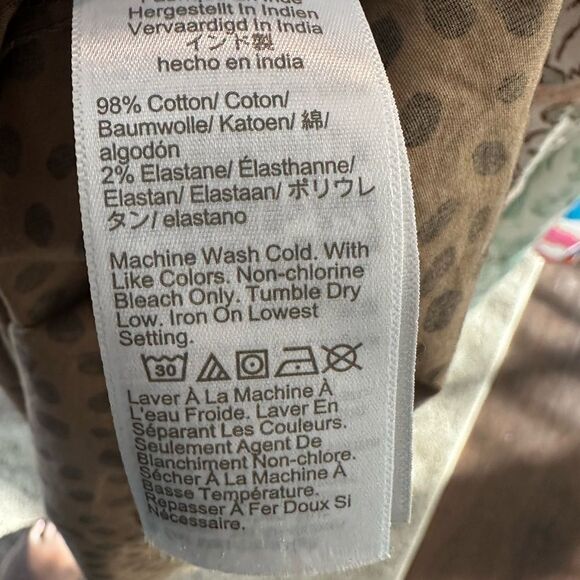 Hergestellt In Indien
Vervaardigd In India
インド製
hecho en india
98% Cotton/ Coton/
Baumwolle/ Katoen/ 綿/
algodón
2% Elastane/ Élasthanne/
Elastan/ Elastaan/ ポリウレ
タン/ elastano
Machine Wash Cold. With
Like Colors. Non-chlorine
Bleach Only. Tumble Dry
Low. Iron On Lowest
Setting.
30
Laver À La Machine À
L'eau Froide. Laver En
Séparant Les Couleurs.
Seulement Agent De
Blanchiment Non-chlore.
Sécher À La Machine À
Basse Température.
Repasser À Fer Doux Si
Nécessaire.